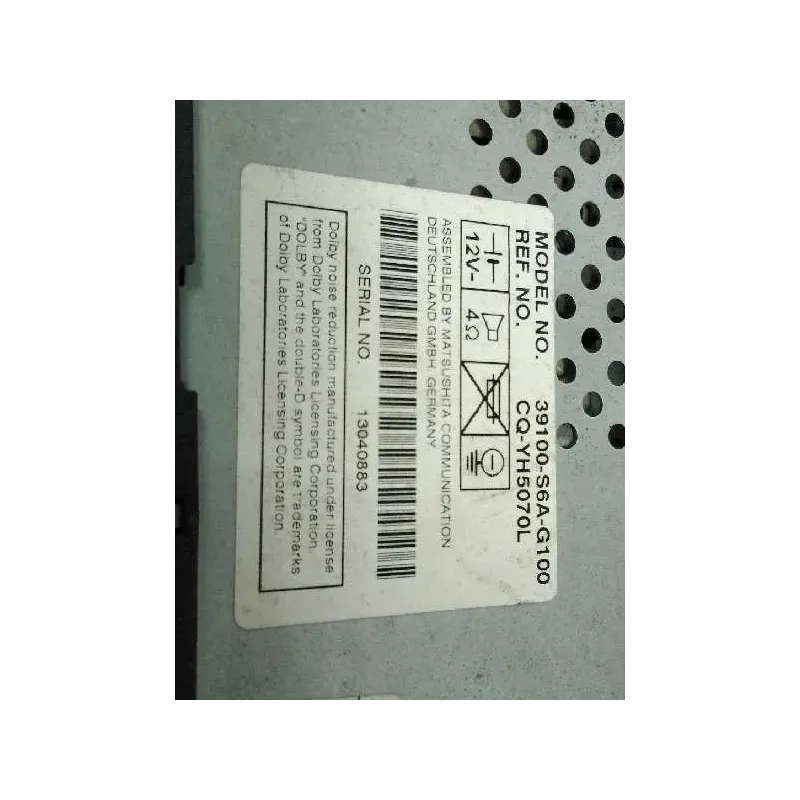 MODEL NO. 39100-S6A-G100
REF. NO. CQ-YH5070L
12V⎓ 4Ω
ASSEMBLED BY MATSUSHITA COMMUNICATION
DEUTSCHLAND GMBH. GERMANY
SERIAL NO. 13040883
Dolby noise reduction manufactured under license
from Dolby Laboratories Licensing Corporation.
"DOLBY" and the double-D symbol are trademarks
of Dolby Laboratories Licensing Corporation.